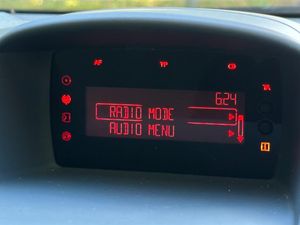 AF TP
TA
6:24
RADIO MODE
AUDIO MENU